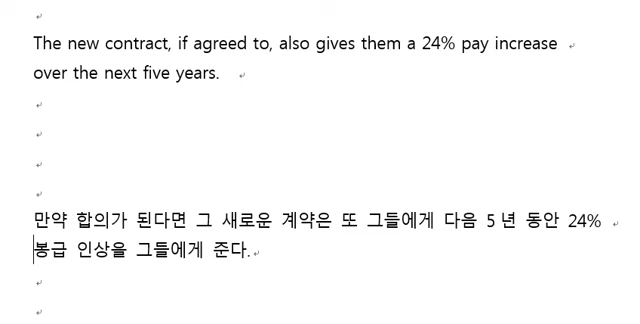 The new contract, if agreed to, also gives them a 24% pay increase
over the next five years.
만약 합의가 된다면 그 새로운 계약은 또 그들에게 다음 5년 동안 24%
봉급 인상을 그들에게 준다.